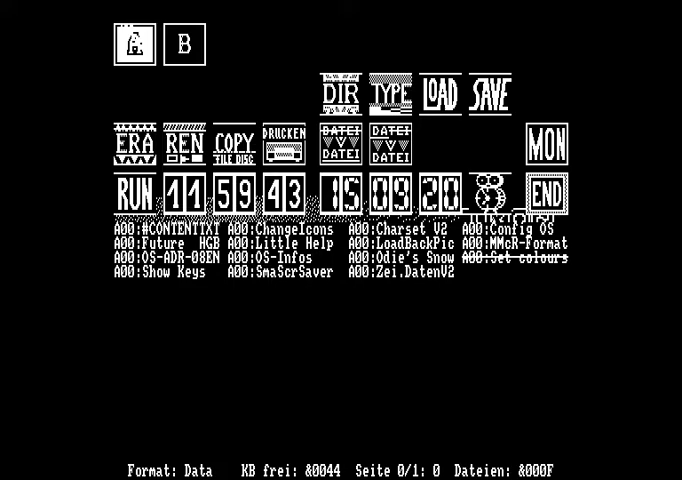 A B
DIR TYPE LOAD SAVE
ERA REN COPY FILE DISC DRUCKEN DATEI DATEI DATEI DATEI MON
RUN 11 59 43 15 09 20 END
A00:#CONTENT1XT A00:ChangeIcons A00:Charset V2 A00:Config OS
A00:Future HGB A00:Little Help A00:LoadBackPic A00:MMcR-Format
A00:OS-ADR-08EN A00:OS-Infos A00:Odie's Snow A00:Set colours
A00:Show Keys A00:SmaScrSaver A00:Zei.DatenV2
Format: Data KB frei: &0044 Seite 0/1: 0 Dateien: &000F